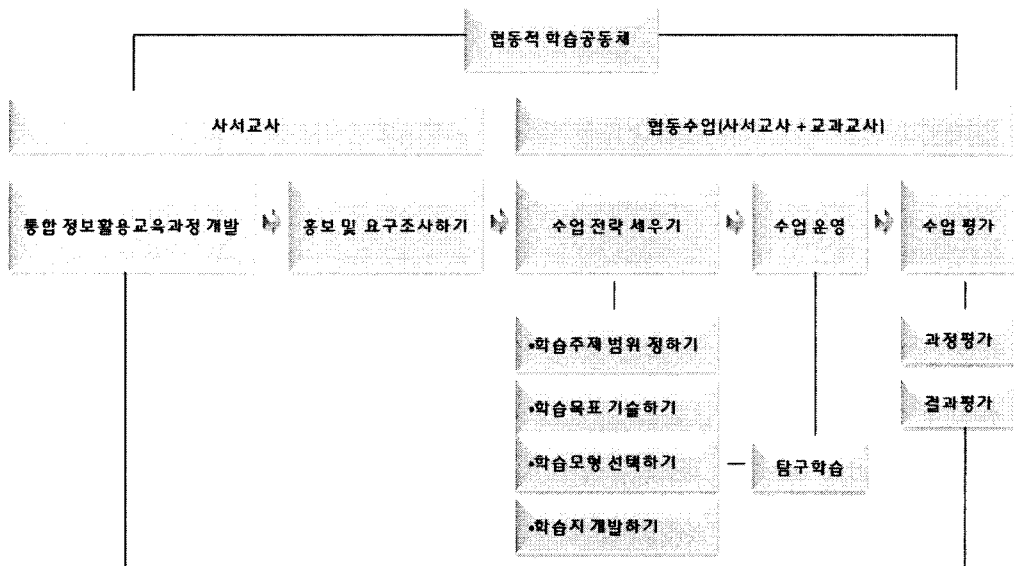 협동적 학습공동체
사서교사
협동수업(사서교사 + 교과교사)
통합 정보활용교육과정 개발
홍보 및 요구조사하기
수업 전략 세우기
수업 운영
수업 평가
•학습주제 범위 정하기
•학습목표 기술하기
•학습모형 선택하기
•학습지 개발하기
탐구학습
과정평가
결과평가